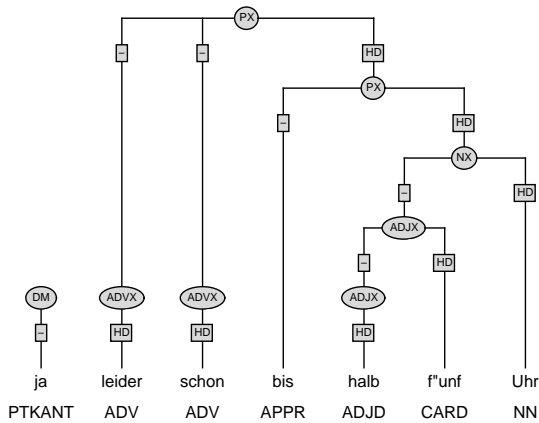 PX
– – HD
PX
– HD
NX
– HD
ADJX
– HD
DM ADVX ADVX ADJX
– HD HD HD
ja leider schon bis halb f"unf Uhr
PTKANT ADV ADV APPR ADJD CARD NN